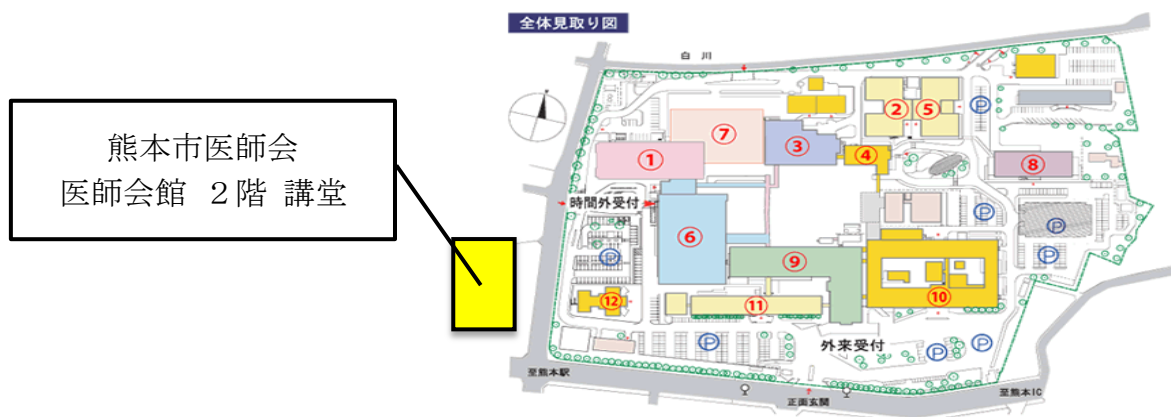 全体見取り図
白川
熊本市医師会
医師会館 2階 講堂
⑦
②
⑤
Ⓟ
③
④
①
⑧
時間外受付
Ⓟ
Ⓟ
⑥
Ⓟ
Ⓟ
⑨
⑩
⑫
⑪
Ⓟ
外来受付
Ⓟ
Ⓟ
至熊本駅
正面玄関
至熊本IC